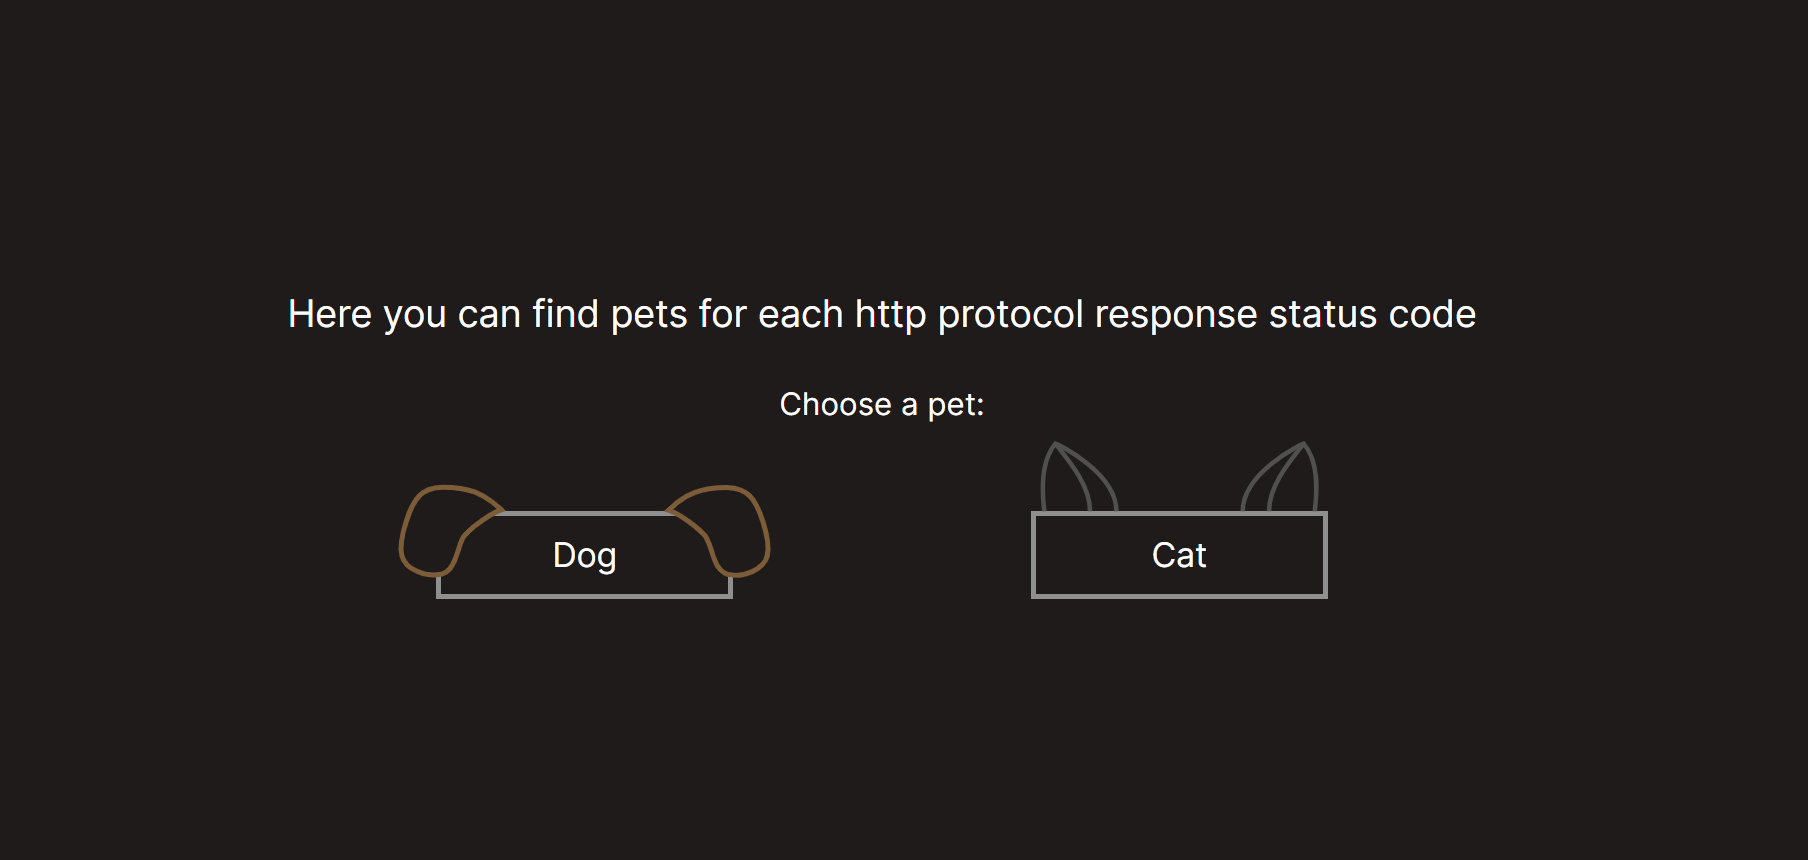 Here you can find pets for each http protocol response status code
Choose a pet:
Dog
Cat